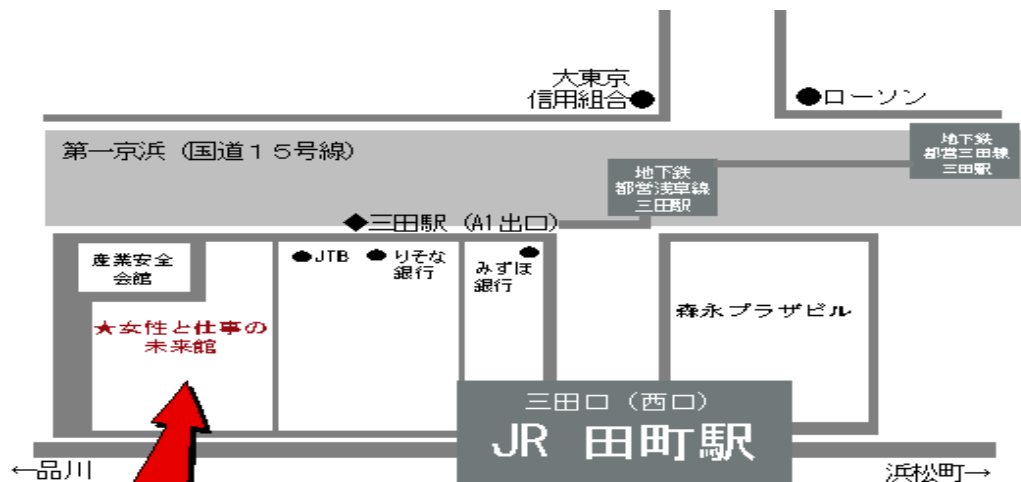 大東京
信用組合●
●ローソン
第一京浜（国道１５号線）
地下鉄
都営三田線
三田駅
地下鉄
都営浅草線
三田駅
◆三田駅（A1出口）
産業安全
会館
●JTB
●りそな
銀行
みずほ
銀行
★女性と仕事の
未来館
森永プラザビル
三田口（西口）
JR 田町駅
←品川
浜松町→